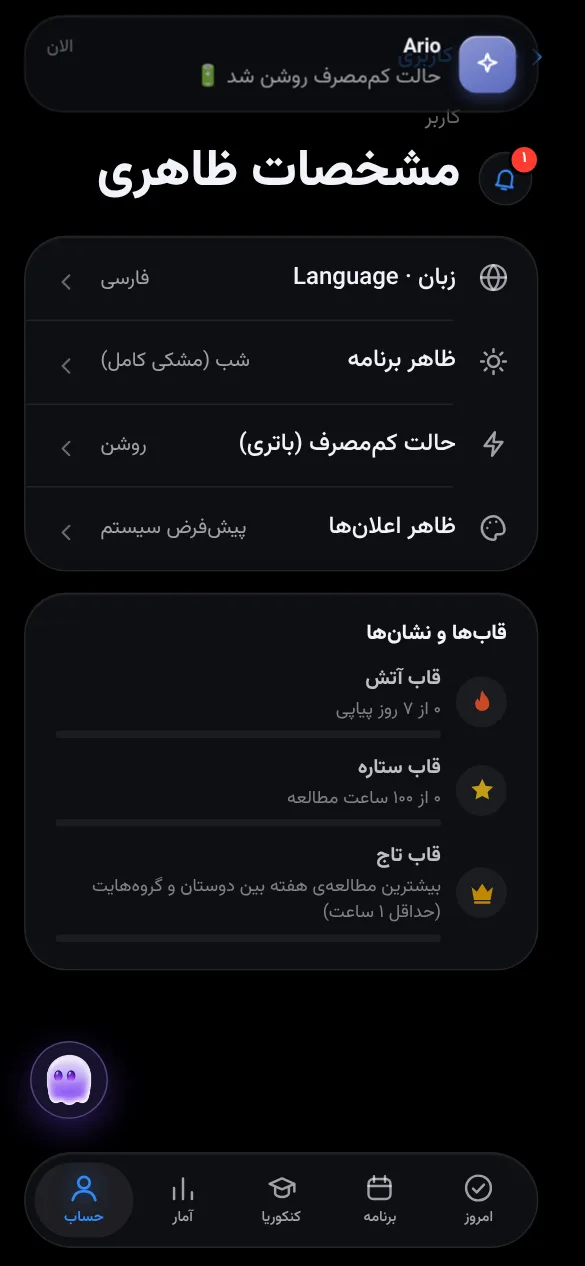 Ario
الان
حالت کم‌مصرف روشن شد 🔋
کاربری
کاربر
مشخصات ظاهری
۱
زبان · Language
فارسی
ظاهر برنامه
شب (مشکی کامل)
حالت کم‌مصرف (باتری)
روشن
ظاهر اعلان‌ها
پیش‌فرض سیستم
قاب‌ها و نشان‌ها
قاب آتش
۰ از ۷ روز پیاپی
قاب ستاره
۰ از ۱۰۰ ساعت مطالعه
قاب تاج
بیشترین مطالعه‌ی هفته بین دوستان و گروه‌هایت
(حداقل ۱ ساعت)
امروز
برنامه
کنکوریا
آمار
حساب